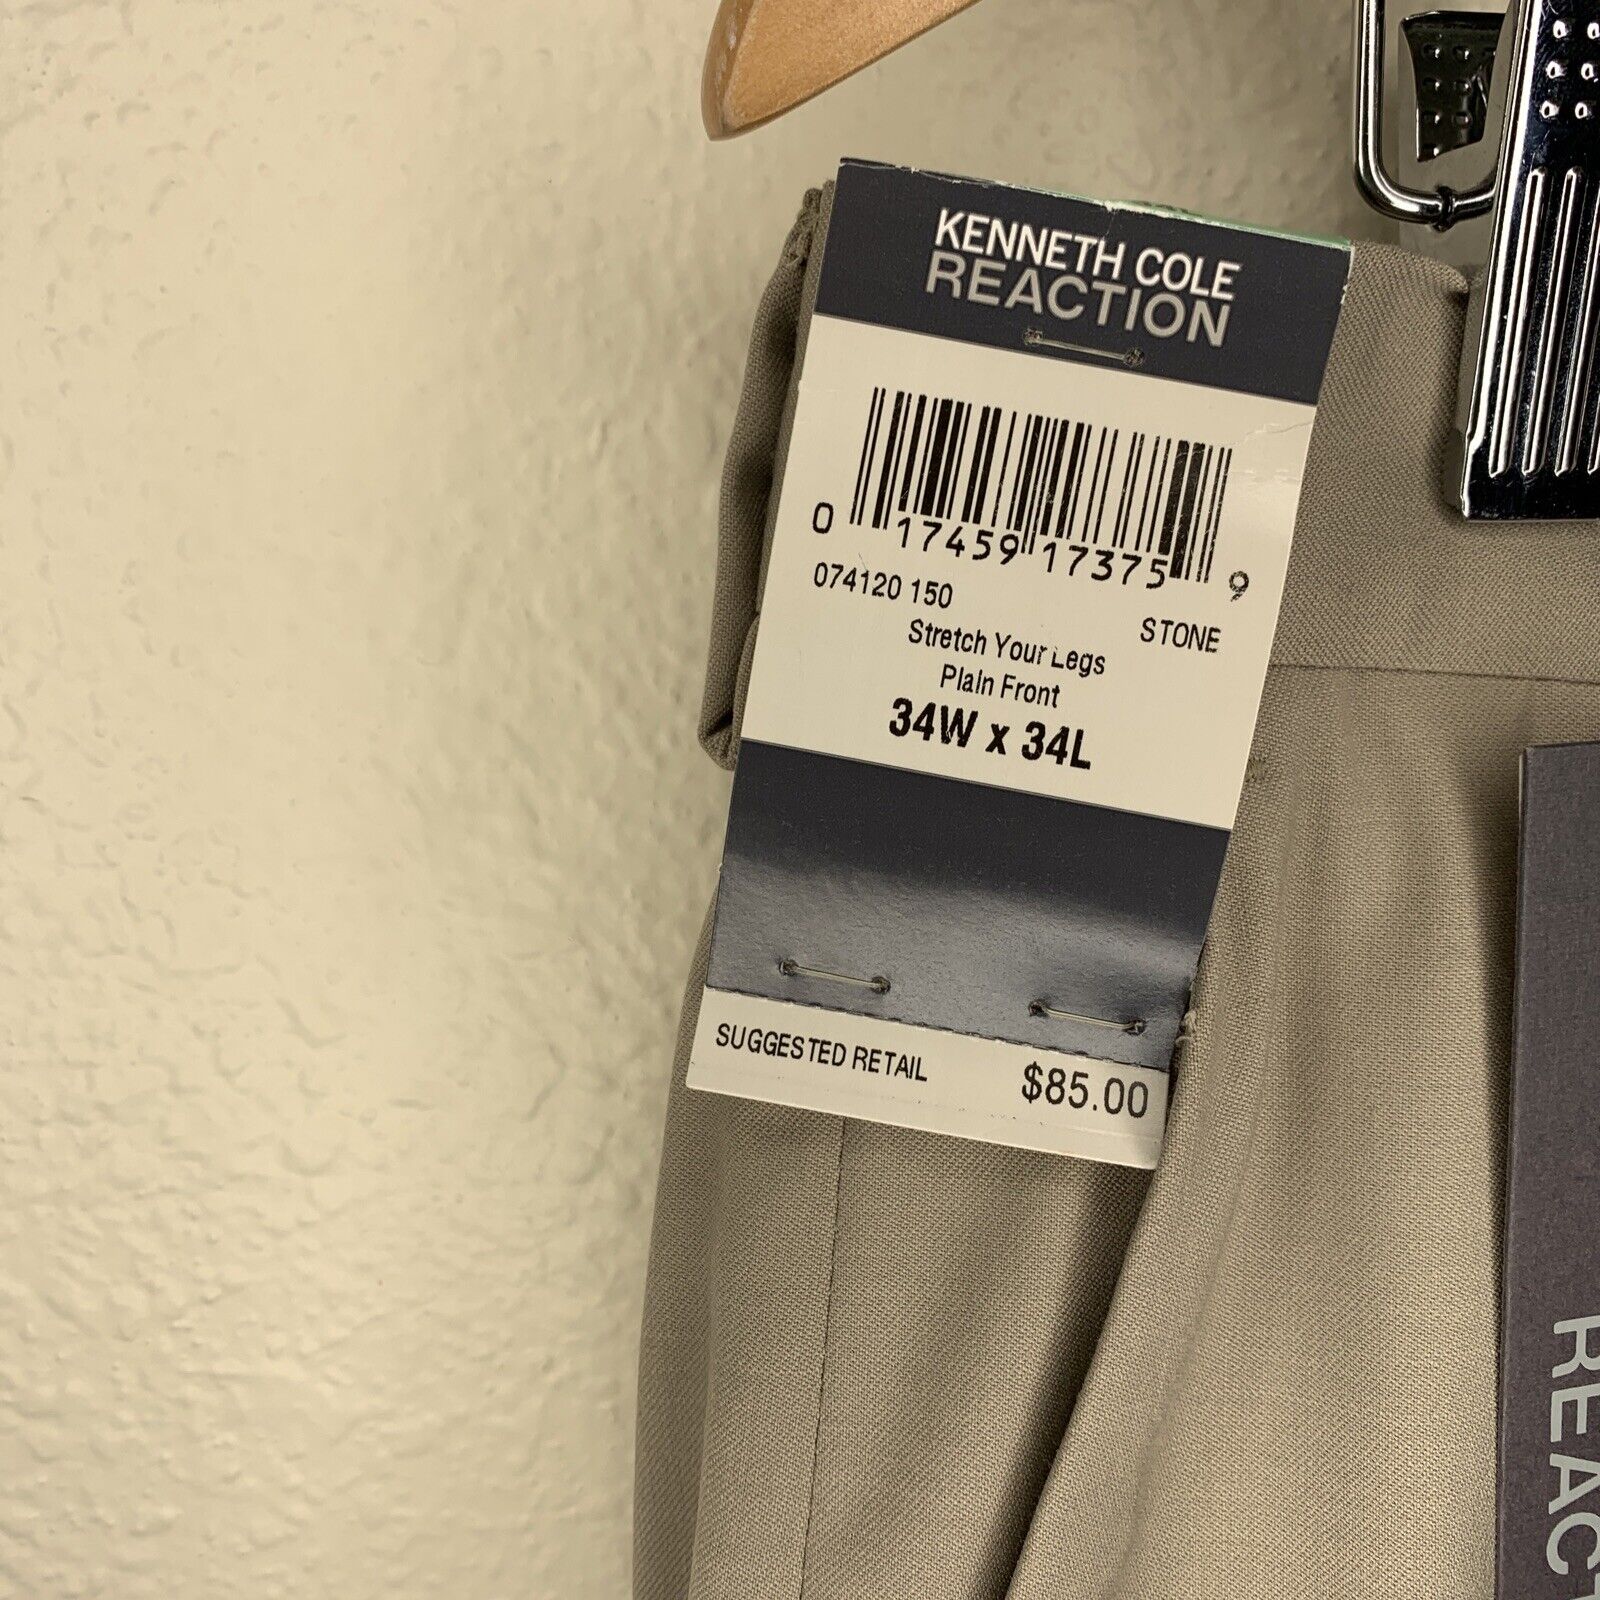 KENNETH COLE
REACTION
0 17459 17375 9
074120 150
STONE
Stretch Your Legs
Plain Front
34W x 34L
SUGGESTED RETAIL $85.00
REACT